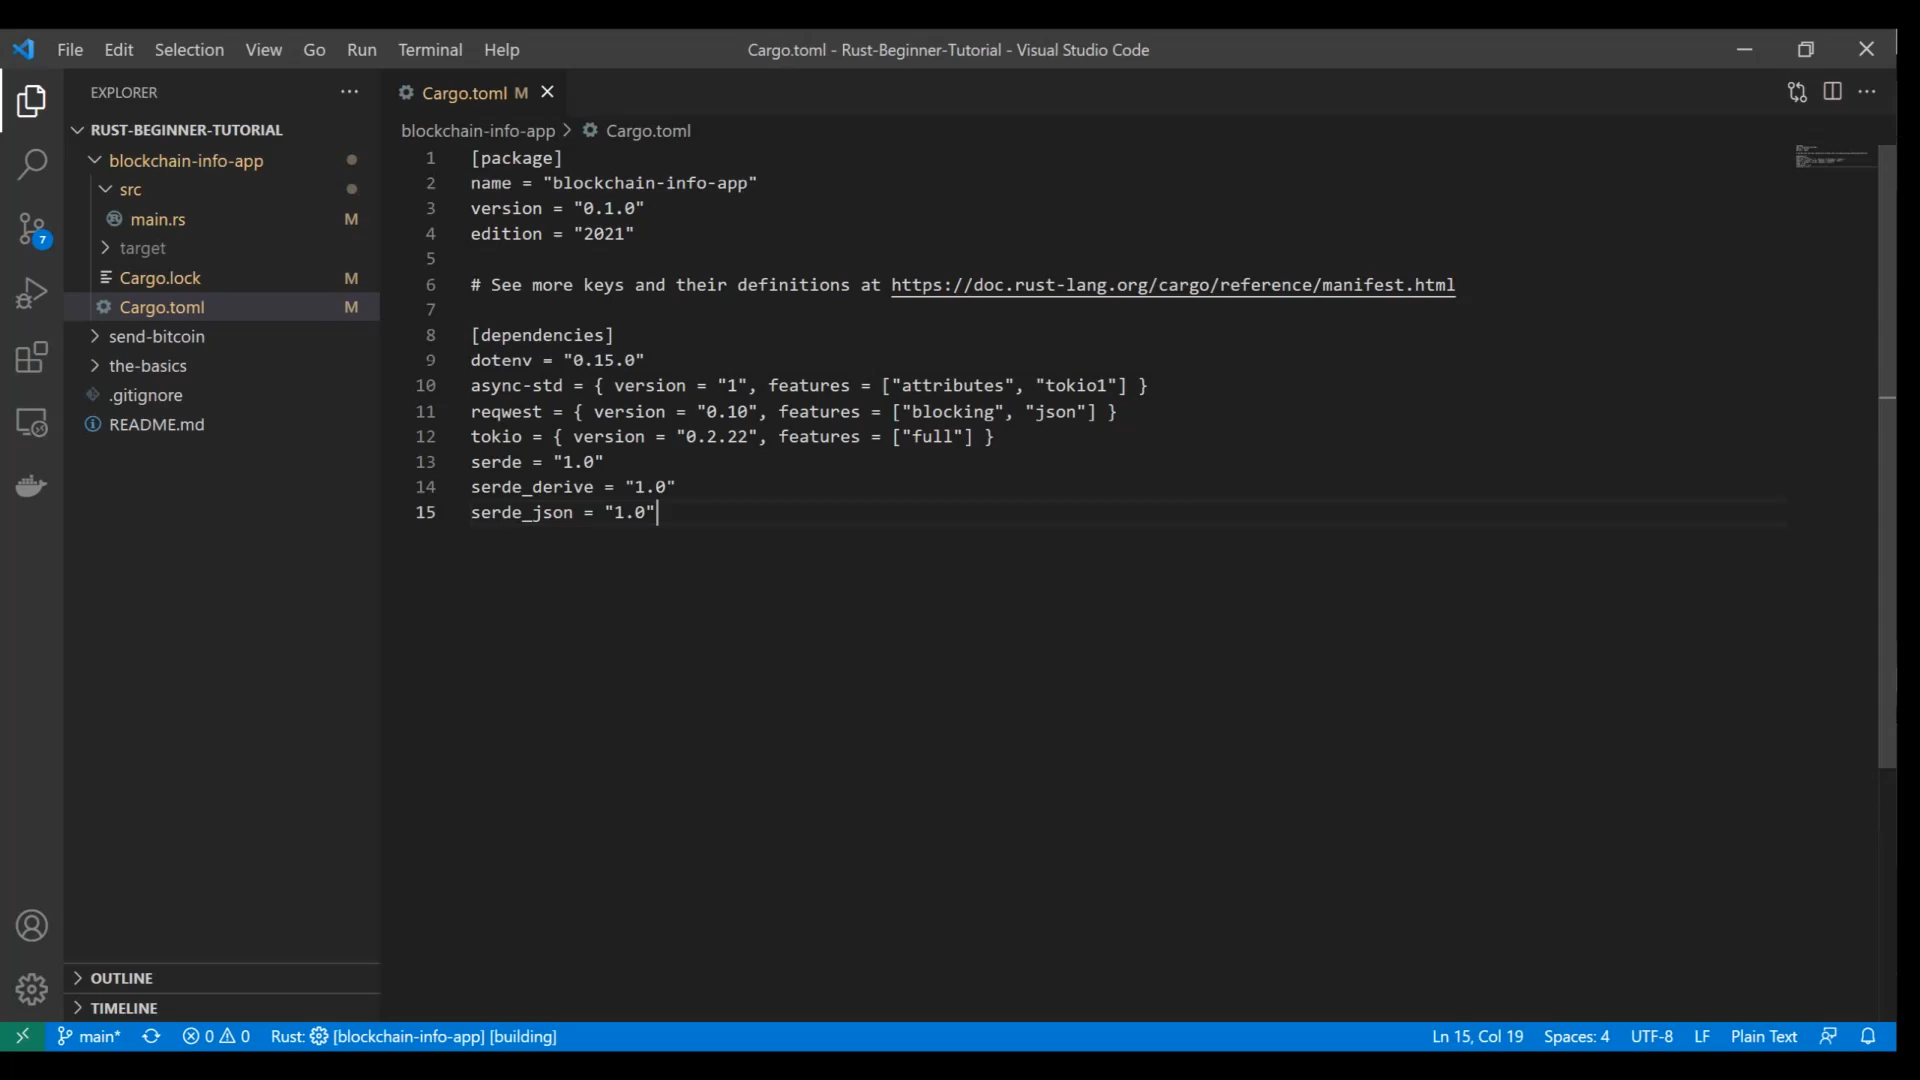 File Edit Selection View Go Run Terminal Help
Cargo.toml - Rust-Beginner-Tutorial - Visual Studio Code
EXPLORER
RUST-BEGINNER-TUTORIAL
blockchain-info-app
src
main.rs M
target
Cargo.lock M
Cargo.toml M
send-bitcoin
the-basics
.gitignore
README.md
OUTLINE
TIMELINE
7
Cargo.toml M
blockchain-info-app > Cargo.toml
1 [package]
2 name = "blockchain-info-app"
3 version = "0.1.0"
4 edition = "2021"
5
6 # See more keys and their definitions at https://doc.rust-lang.org/cargo/reference/manifest.html
7
8 [dependencies]
9 dotenv = "0.15.0"
10 async-std = { version = "1", features = ["attributes", "tokio1"] }
11 reqwest = { version = "0.10", features = ["blocking", "json"] }
12 tokio = { version = "0.2.22", features = ["full"] }
13 serde = "1.0"
14 serde_derive = "1.0"
15 serde_json = "1.0"
main* 0 0 Rust: [blockchain-info-app] [building] Ln 15, Col 19 Spaces: 4 UTF-8 LF Plain Text